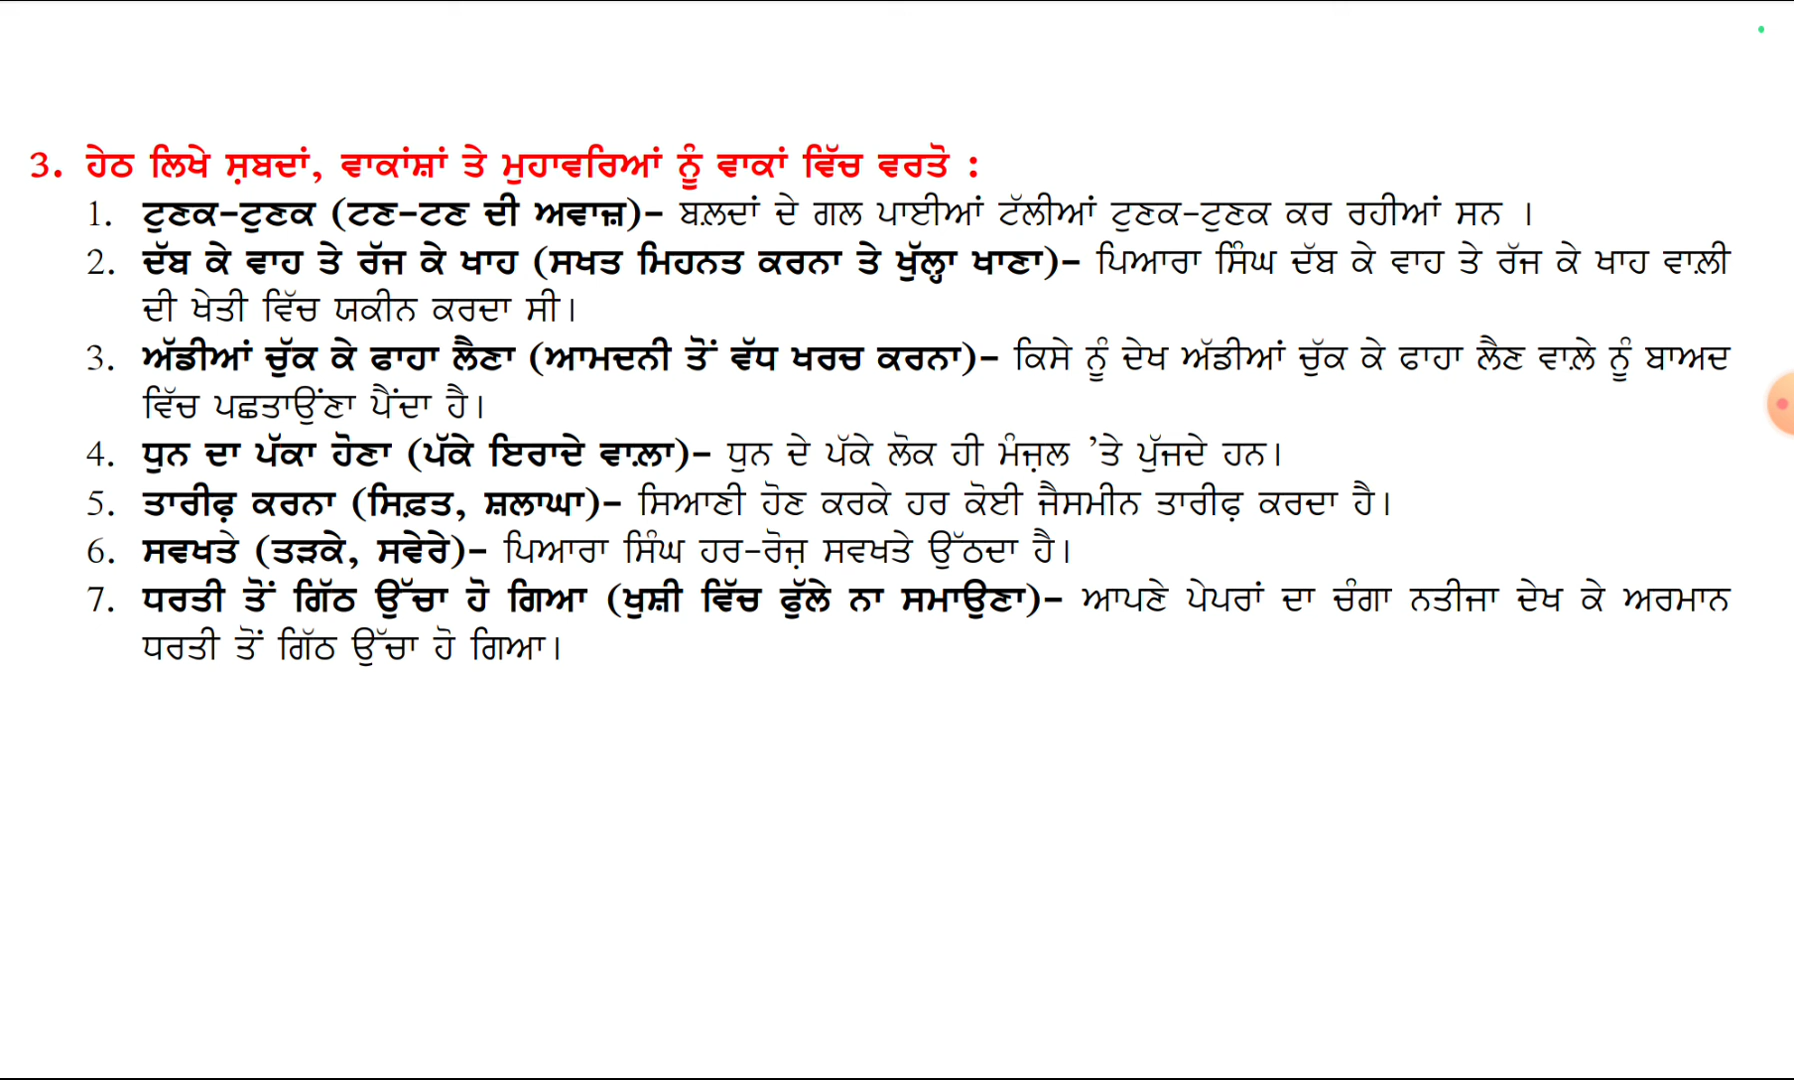 3. ਹੇਠ ਲਿਖੇ ਸ਼ਬਦਾਂ, ਵਾਕਾਂਸ਼ਾਂ ਤੇ ਮੁਹਾਵਰਿਆਂ ਨੂੰ ਵਾਕਾਂ ਵਿੱਚ ਵਰਤੋ :
1. ਟੁਣਕ-ਟੁਣਕ (ਟਣ-ਟਣ ਦੀ ਅਵਾਜ਼)- ਬਲ਼ਦਾਂ ਦੇ ਗਲ ਪਾਈਆਂ ਟੱਲੀਆਂ ਟੁਣਕ-ਟੁਣਕ ਕਰ ਰਹੀਆਂ ਸਨ ।
2. ਦੱਬ ਕੇ ਵਾਹ ਤੇ ਰੱਜ ਕੇ ਖਾਹ (ਸਖਤ ਮਿਹਨਤ ਕਰਨਾ ਤੇ ਖੁੱਲ੍ਹਾ ਖਾਣਾ)- ਪਿਆਰਾ ਸਿੰਘ ਦੱਬ ਕੇ ਵਾਹ ਤੇ ਰੱਜ ਕੇ ਖਾਹ ਵਾਲ਼ੀ
ਦੀ ਖੇਤੀ ਵਿੱਚ ਯਕੀਨ ਕਰਦਾ ਸੀ।
3. ਅੱਡੀਆਂ ਚੁੱਕ ਕੇ ਫਾਹਾ ਲੈਣਾ (ਆਮਦਨੀ ਤੋਂ ਵੱਧ ਖਰਚ ਕਰਨਾ)- ਕਿਸੇ ਨੂੰ ਦੇਖ ਅੱਡੀਆਂ ਚੁੱਕ ਕੇ ਫਾਹਾ ਲੈਣ ਵਾਲ਼ੇ ਨੂੰ ਬਾਅਦ
ਵਿੱਚ ਪਛਤਾਉਂਣਾ ਪੈਂਦਾ ਹੈ।
4. ਧੁਨ ਦਾ ਪੱਕਾ ਹੋਣਾ (ਪੱਕੇ ਇਰਾਦੇ ਵਾਲ਼ਾ)- ਧੁਨ ਦੇ ਪੱਕੇ ਲੋਕ ਹੀ ਮੰਜ਼ਲ ’ਤੇ ਪੁੱਜਦੇ ਹਨ।
5. ਤਾਰੀਫ਼ ਕਰਨਾ (ਸਿਫ਼ਤ, ਸ਼ਲਾਘਾ)- ਸਿਆਣੀ ਹੋਣ ਕਰਕੇ ਹਰ ਕੋਈ ਜੈਸਮੀਨ ਤਾਰੀਫ਼ ਕਰਦਾ ਹੈ।
6. ਸਵਖਤੇ (ਤੜਕੇ, ਸਵੇਰੇ)- ਪਿਆਰਾ ਸਿੰਘ ਹਰ-ਰੋਜ਼ ਸਵਖਤੇ ਉੱਠਦਾ ਹੈ।
7. ਧਰਤੀ ਤੋਂ ਗਿੱਠ ਉੱਚਾ ਹੋ ਗਿਆ (ਖੁਸ਼ੀ ਵਿੱਚ ਫੁੱਲੇ ਨਾ ਸਮਾਉਣਾ)- ਆਪਣੇ ਪੇਪਰਾਂ ਦਾ ਚੰਗਾ ਨਤੀਜਾ ਦੇਖ ਕੇ ਅਰਮਾਨ
ਧਰਤੀ ਤੋਂ ਗਿੱਠ ਉੱਚਾ ਹੋ ਗਿਆ।